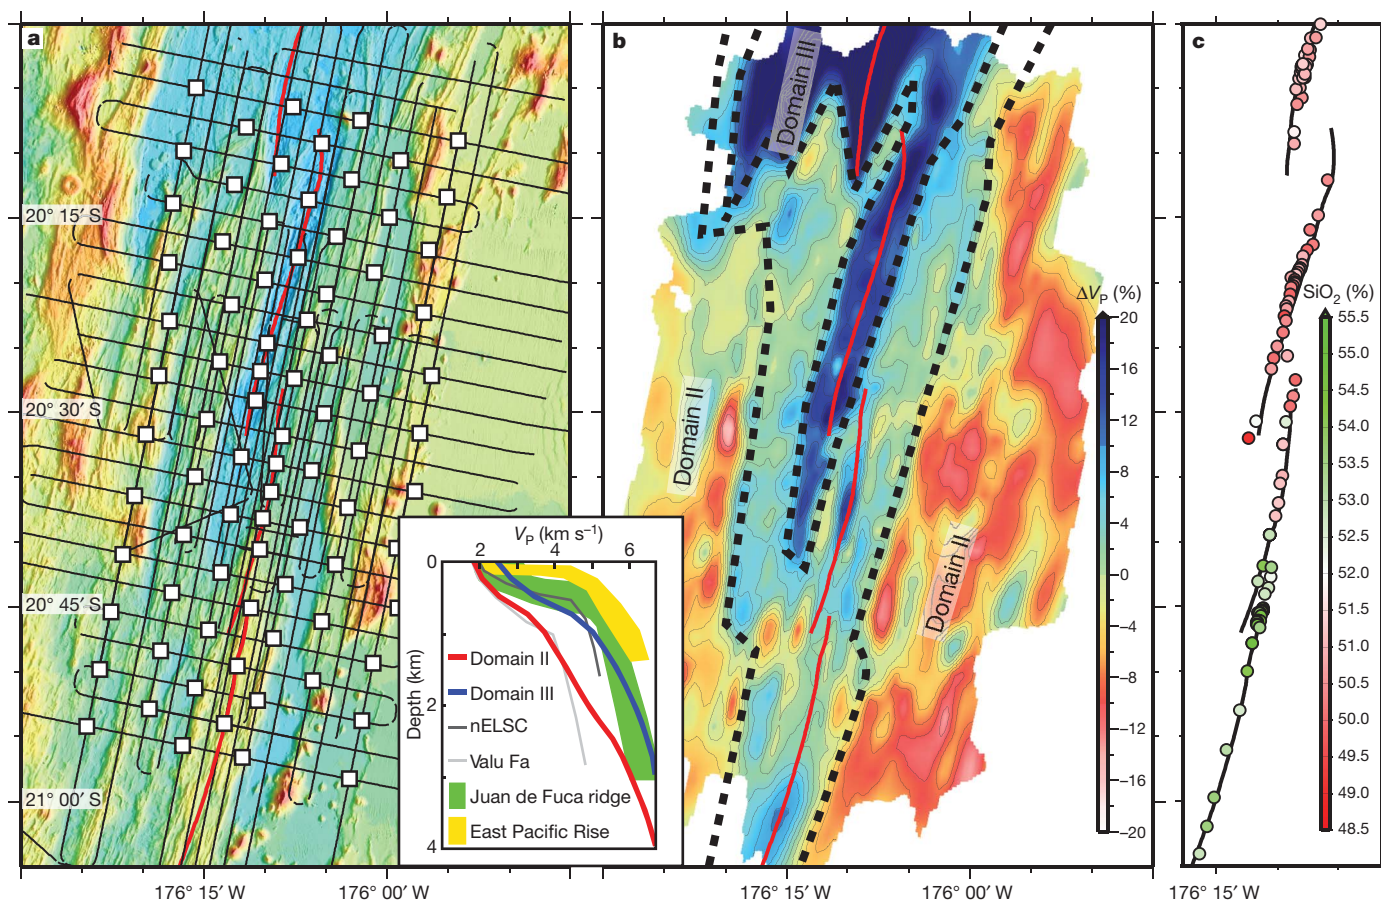 a
b
c
Domain III
20° 15′ S
20° 30′ S
20° 45′ S
21° 00′ S
176° 15′ W
176° 00′ W
Domain II
Domain II
ΔVP (%)
20
16
12
8
4
0
−4
−8
−12
−16
−20
176° 15′ W
176° 00′ W
VP (km s−1)
0
2
4
6
Depth (km)
2
4
Domain II
Domain III
nELSC
Valu Fa
Juan de Fuca ridge
East Pacific Rise
SiO2 (%)
55.5
55.0
54.5
54.0
53.5
53.0
52.5
52.0
51.5
51.0
50.5
50.0
49.5
49.0
48.5
176° 15′ W